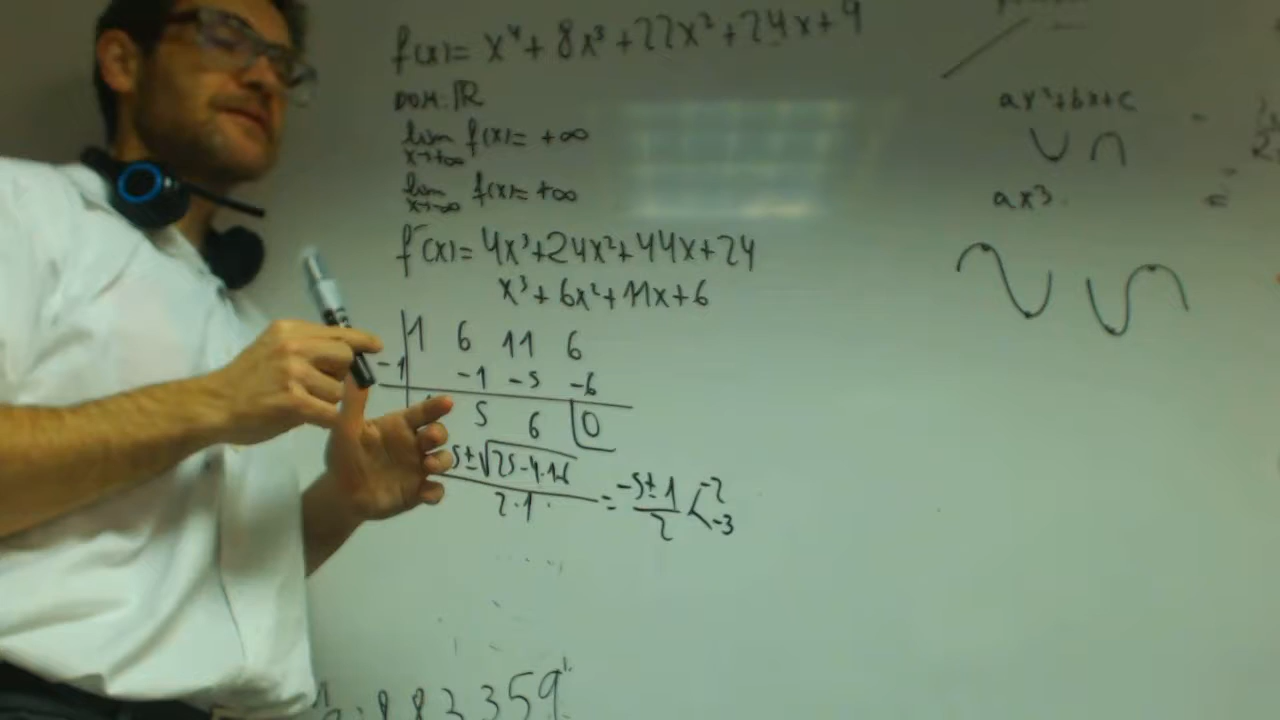 f(x)= x⁴+8x³+22x²+24x+9
DOM: ℝ
lim x→+∞ f(x)= +∞
lim x→-∞ f(x)= +∞
f'(x)= 4x³+24x²+44x+24
x³+6x²+11x+6
1 6 11 6
-1 -1 -5 -6
5 6 0
5±√25-4·1·6
2·1 = -5±1 / 2 < -2
-3
883359
ax²+bx+c
ax³